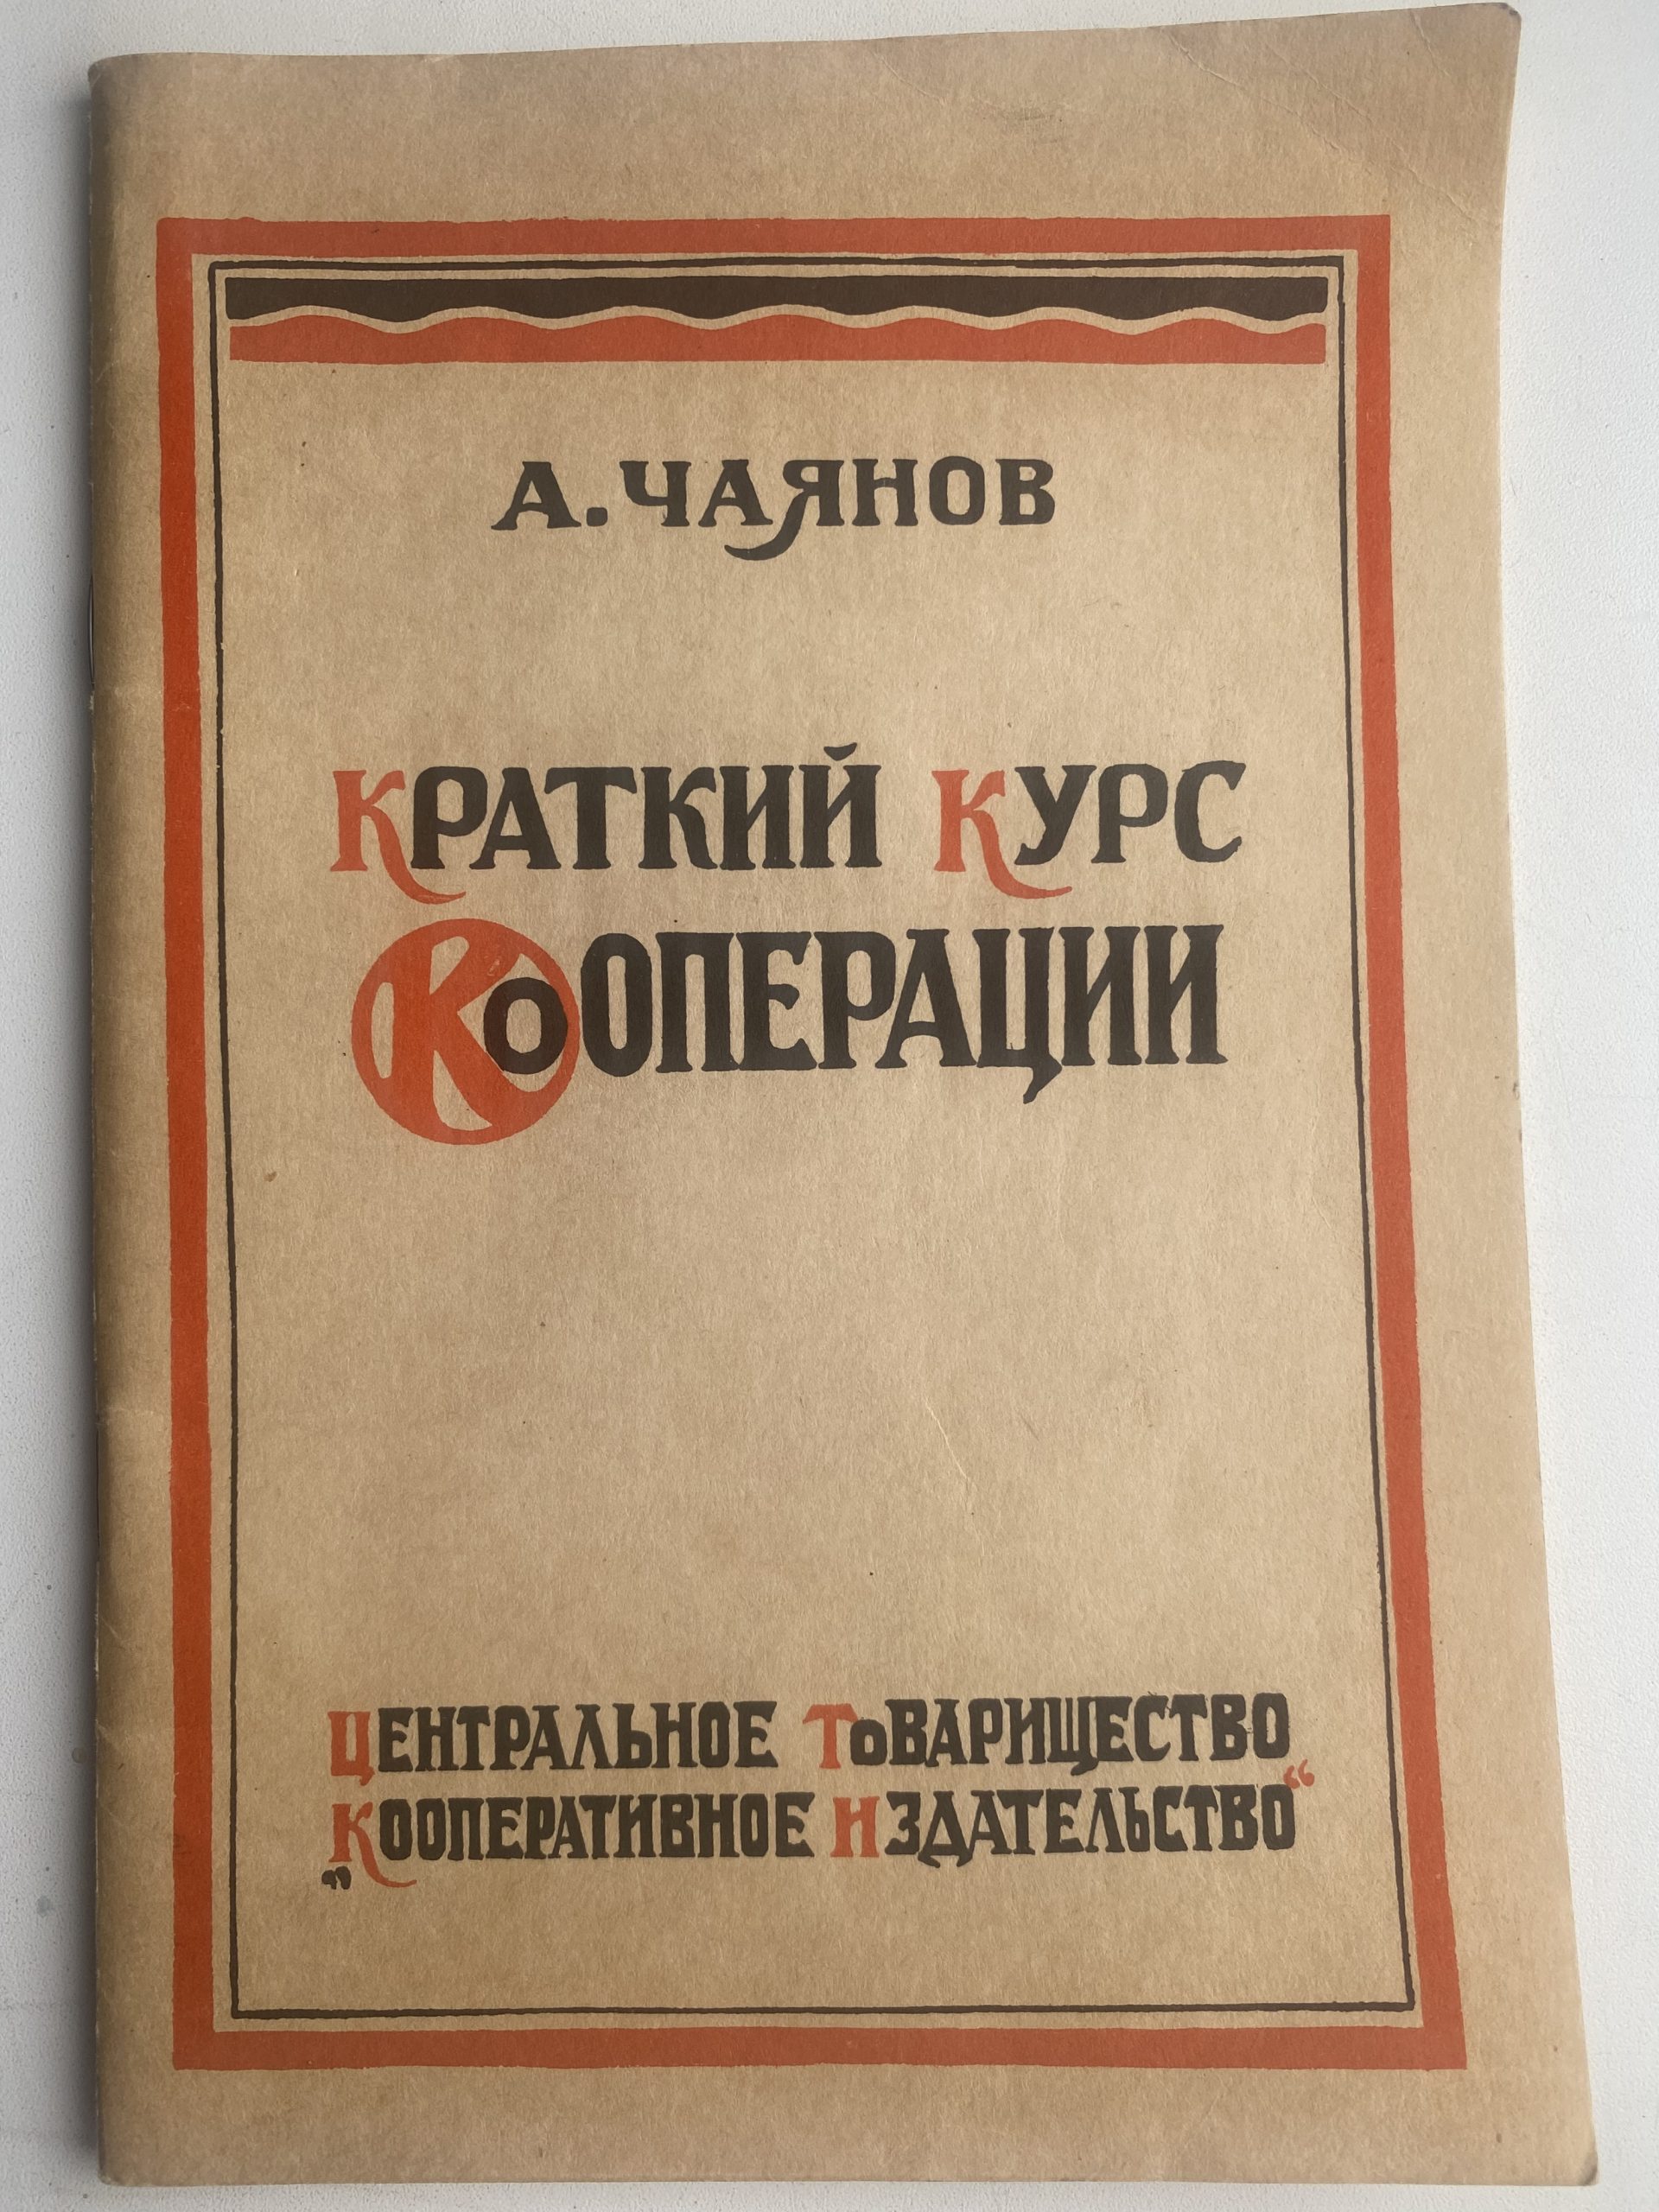 А. ЧАЯНОВ
КРАТКИЙ КУРС
КООПЕРАЦИИ
ЦЕНТРАЛЬНОЕ ТОВАРИЩЕСТВО
„КООПЕРАТИВНОЕ ИЗДАТЕЛЬСТВО“